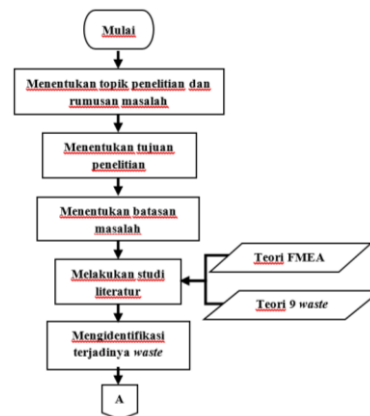 Mulai
Menentukan topik penelitian dan
rumusan masalah
Menentukan tujuan
penelitian
Menentukan batasan
masalah
Melakukan studi
literatur
Teori FMEA
Teori 9 waste
Mengidentifikasi
terjadinya waste
A